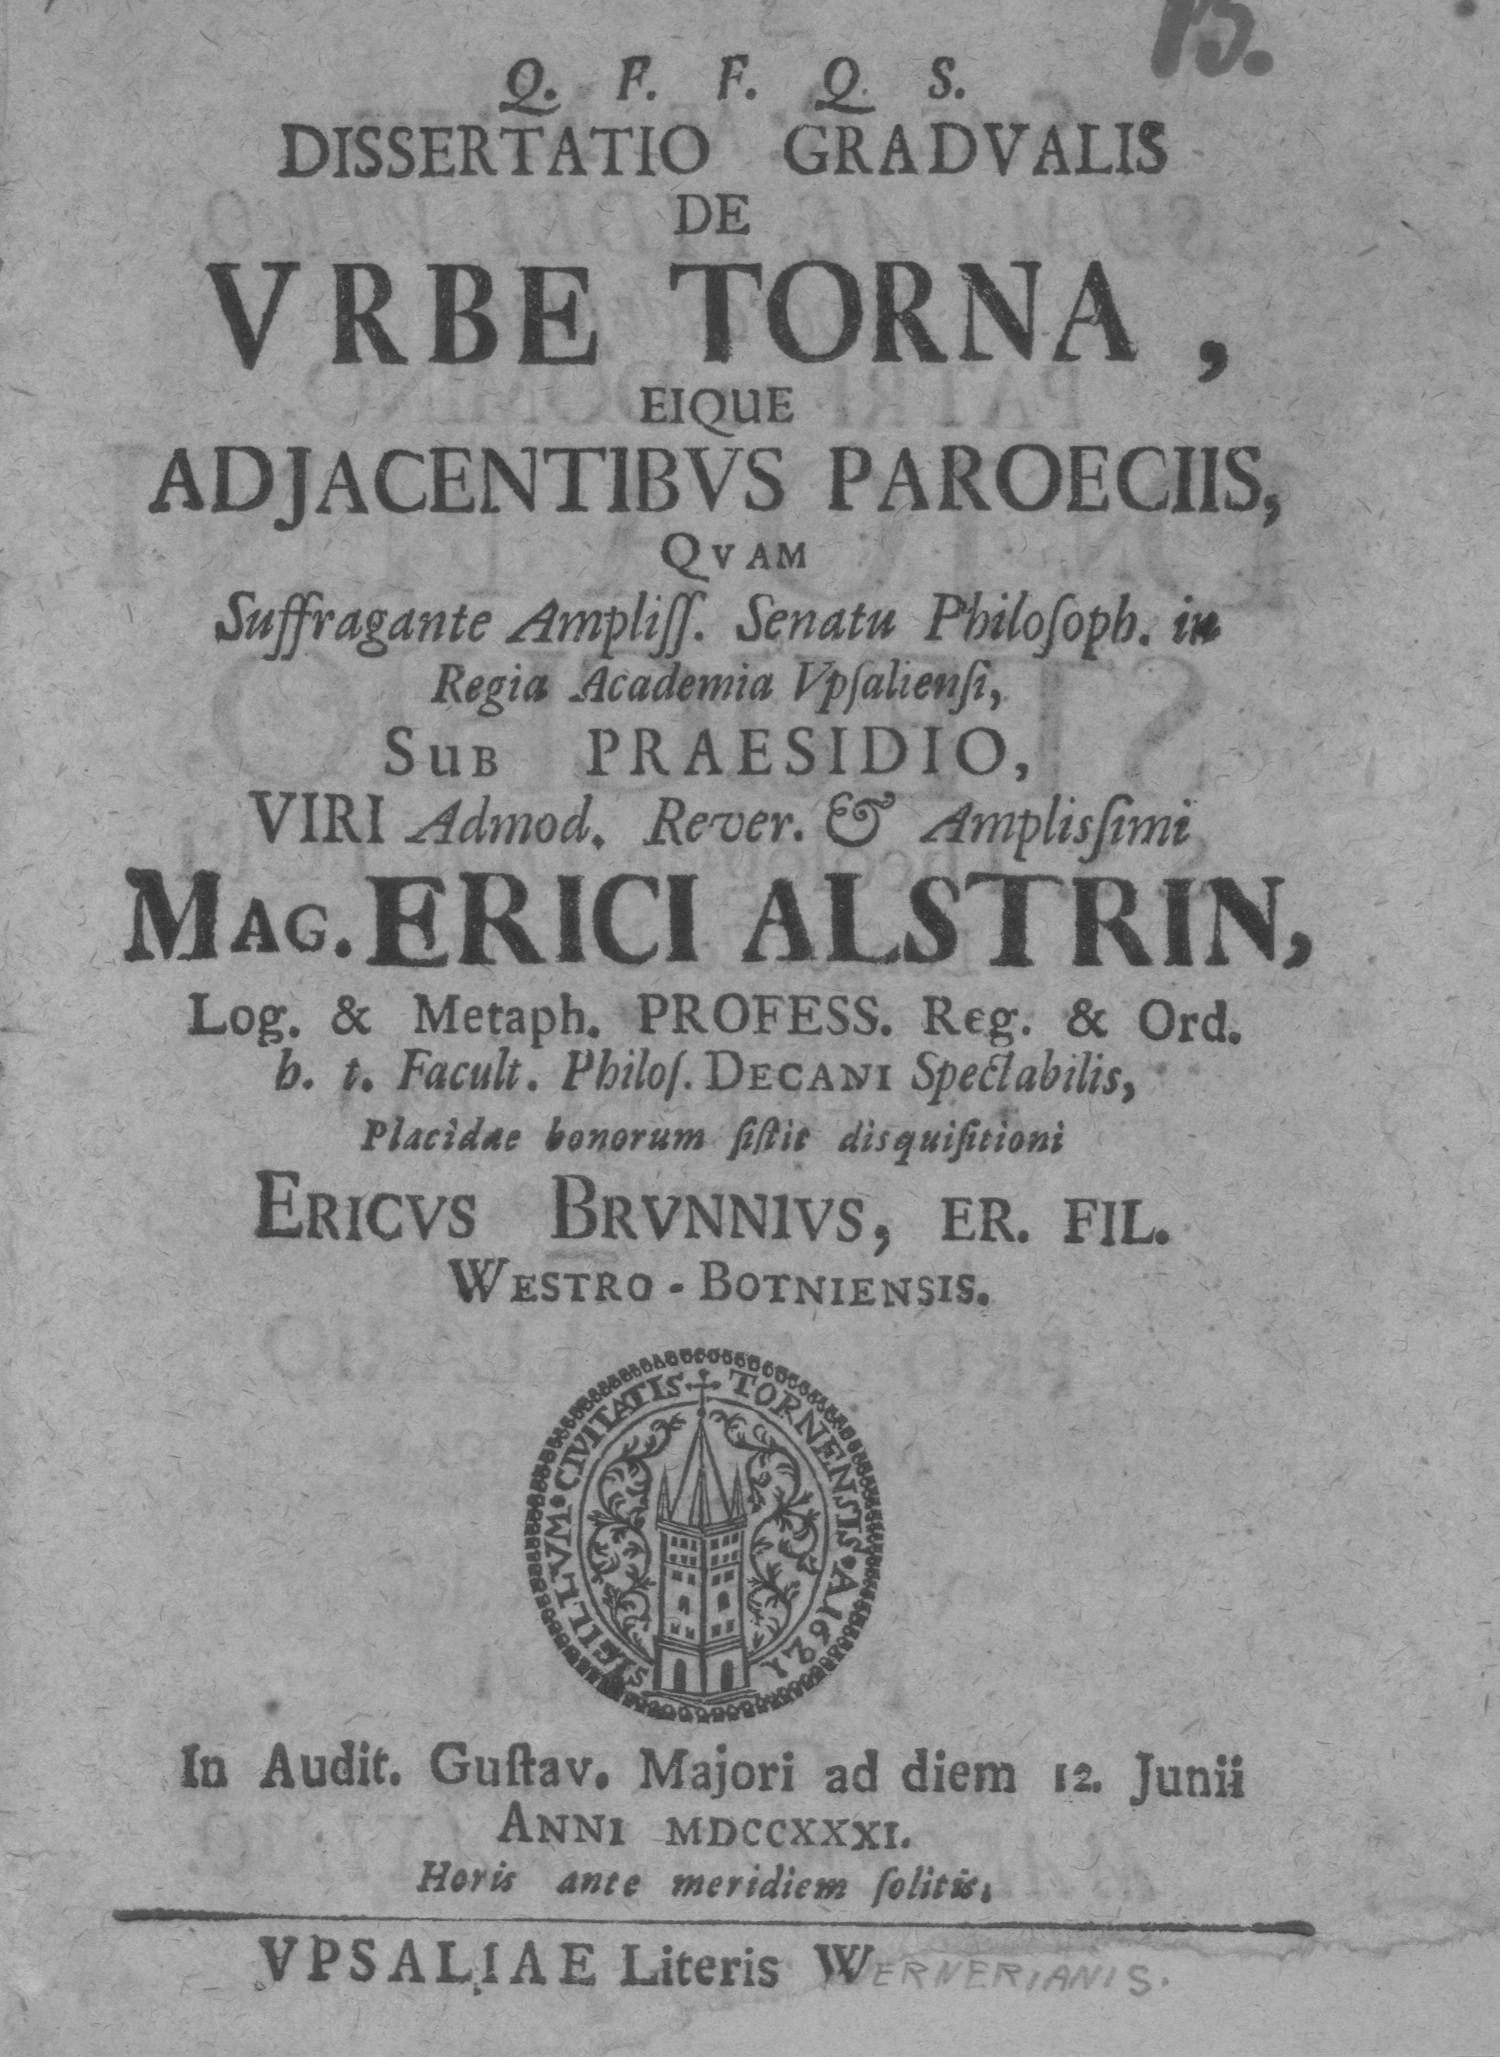 13.
Q. F. F. Q. S.
DISSERTATIO GRADVALIS
DE
VRBE TORNA,
EIQUE
ADJACENTIBVS PAROECIIS,
QVAM
Suffragante Ampliſſ. Senatu Philoſoph. in
Regia Academia Vpſalienſi,
SuB PRAESIDIO,
VIRI Admod. Rever. & Amplisſimi
MAG. ERICI ALSTRIN,
Log. & Metaph. PROFESS. Reg. & Ord.
h. t. Facult. Philoſ. DECANI Spectabilis,
Placidae bonorum ſiſtit disquiſitioni
ERICVS BRVNNIVS, ER. FIL.
WESTRO-BOTNIENSIS.
SIGILLVM • CIVITATIS TORNENSIS • A 1621
In Audit. Guſtav. Majori ad diem 12. Junii
ANNI MDCCXXXI.
Horis ante meridiem ſolitis.
VPSALIAE Literis WERNERIANIS.